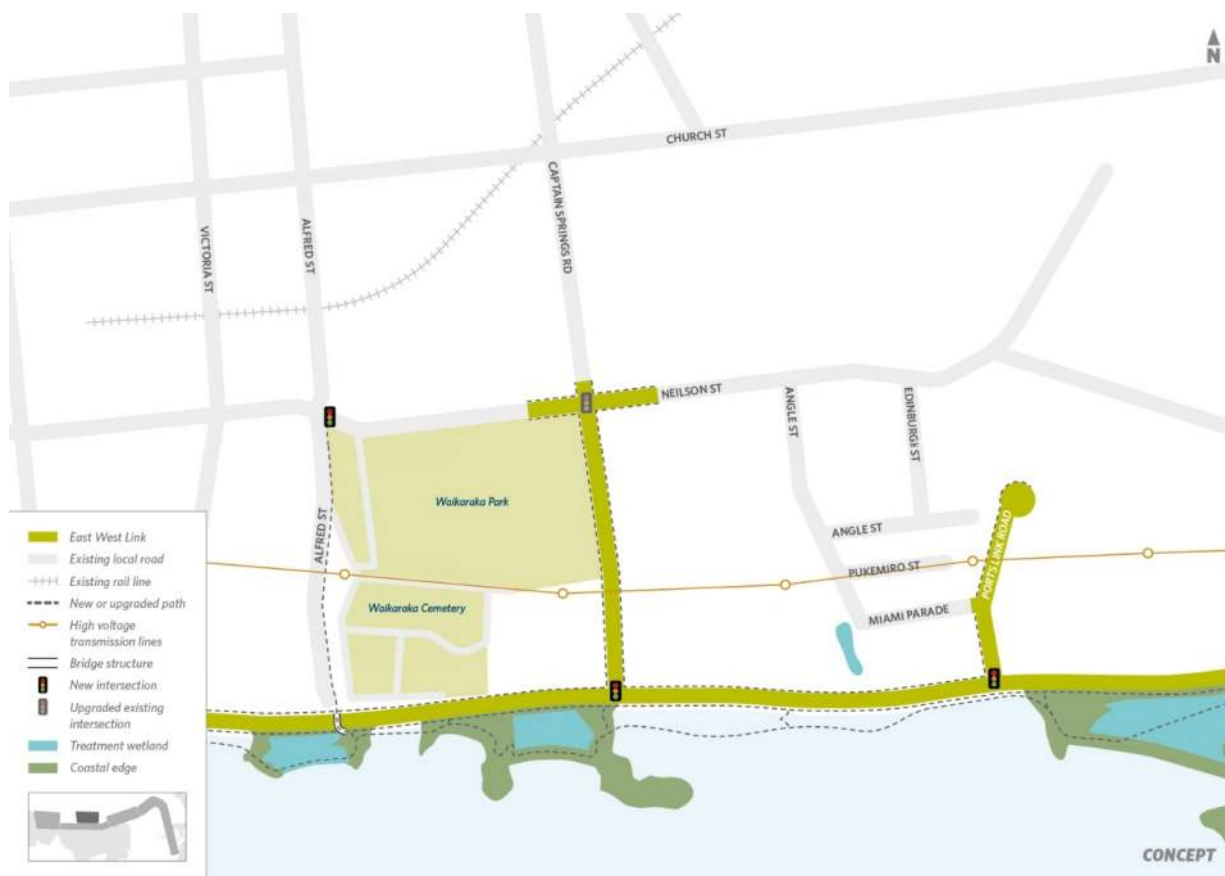 N
CHURCH ST
CAPTAIN SPRINGS RD
VICTORIA ST
ALFRED ST
NEILSON ST
ANGLE ST
EDINBURGH ST
Waikaraka Park
ALFRED ST
ANGLE ST
PORTS LINK ROAD
PUKEMIRO ST
Waikaraka Cemetery
MIAMI PARADE
East West Link
Existing local road
Existing rail line
New or upgraded path
High voltage
transmission lines
Bridge structure
New intersection
Upgraded existing
intersection
Treatment wetland
Coastal edge
CONCEPT